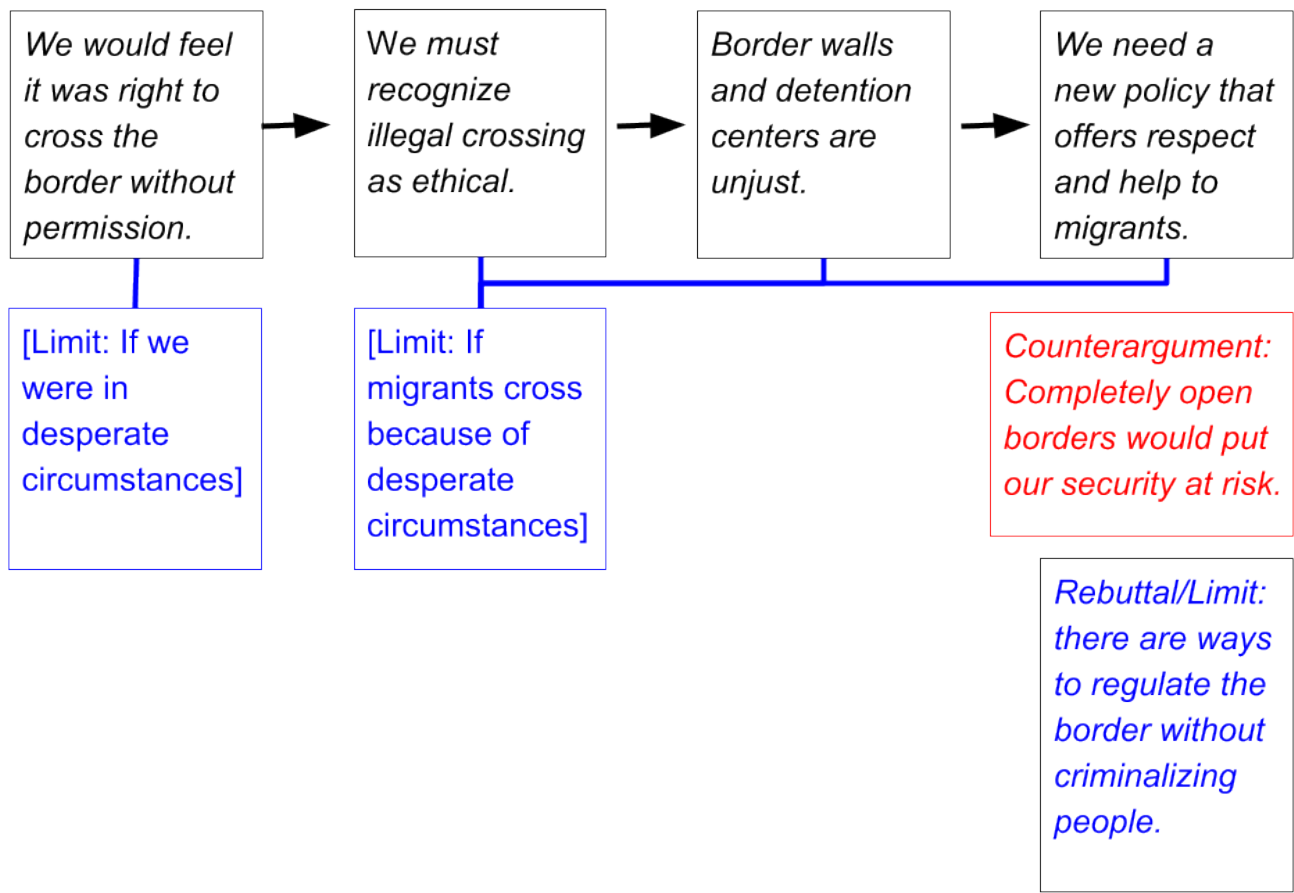 We would feel
it was right to
cross the
border without
permission.
We must
recognize
illegal crossing
as ethical.
Border walls
and detention
centers are
unjust.
We need a
new policy that
offers respect
and help to
migrants.
[Limit: If we
were in
desperate
circumstances]
[Limit: If
migrants cross
because of
desperate
circumstances]
Counterargument:
Completely open
borders would put
our security at risk.
Rebuttal/Limit:
there are ways
to regulate the
border without
criminalizing
people.